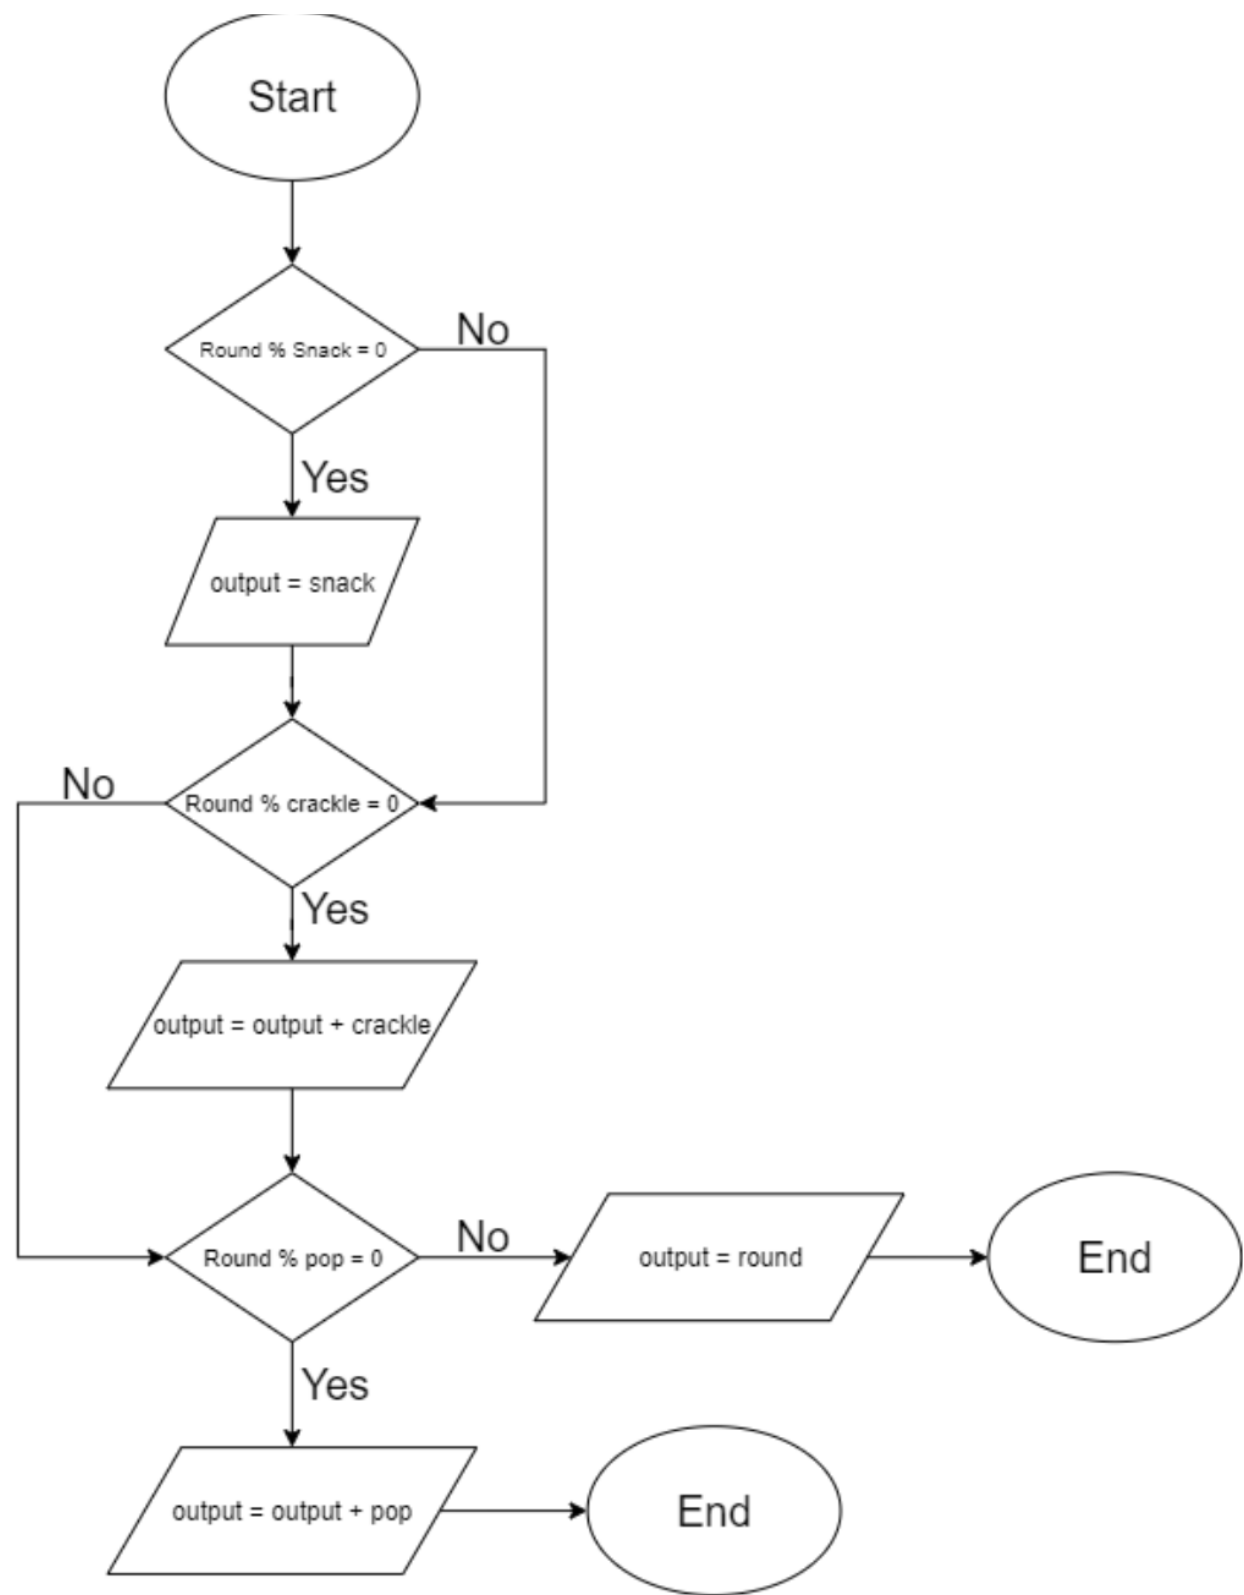 Start
Round % Snack = 0
No
Yes
output = snack
No
Round % crackle = 0
Yes
output = output + crackle
Round % pop = 0
No
output = round
End
Yes
output = output + pop
End